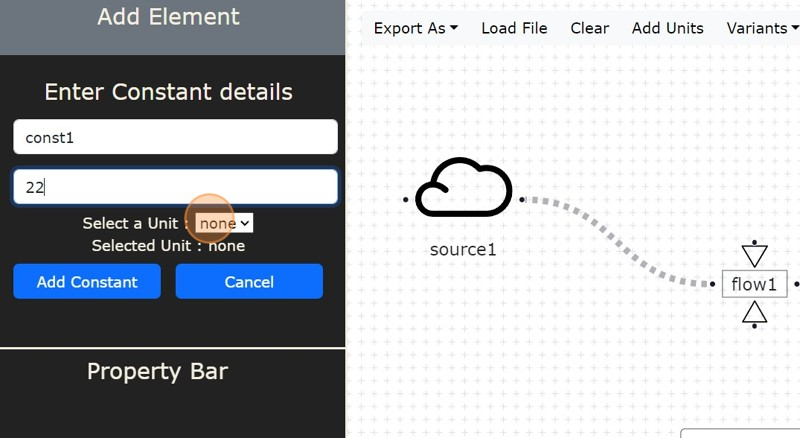 Add Element
Enter Constant details
const1
22
Select a Unit : none
Selected Unit : none
Add Constant Cancel
Property Bar
Export As Load File Clear Add Units Variants
source1
flow1